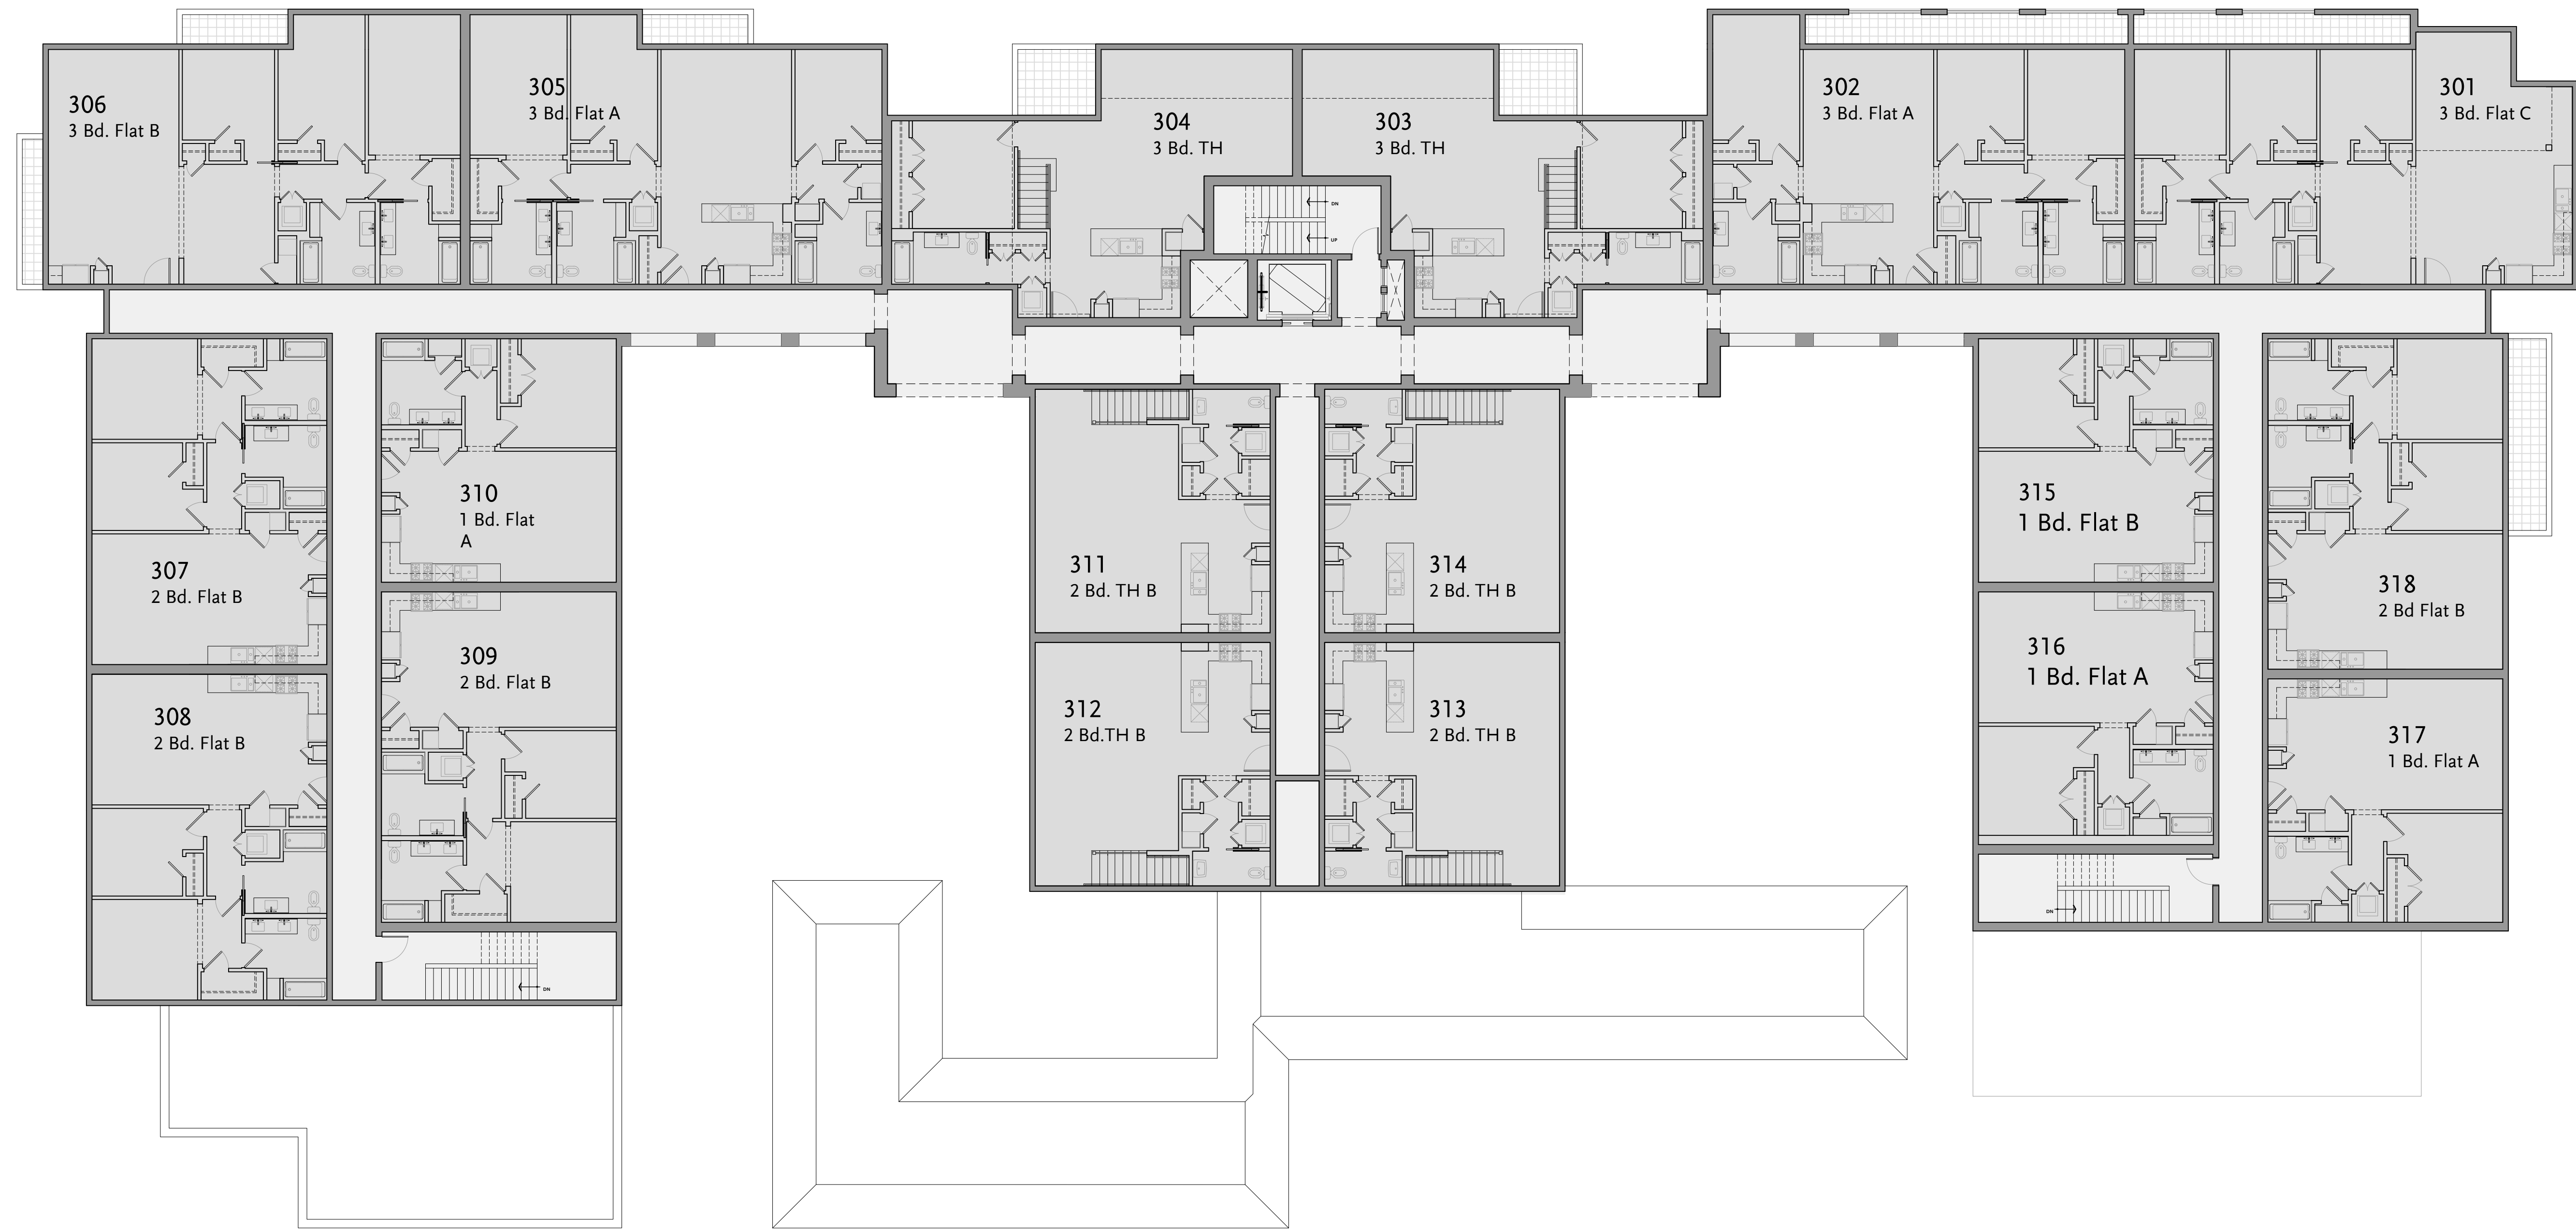 306
3 Bd. Flat B
305
3 Bd. Flat A
304
3 Bd. TH
303
3 Bd. TH
302
3 Bd. Flat A
301
3 Bd. Flat C
DN
UP
310
1 Bd. Flat
A
307
2 Bd. Flat B
309
2 Bd. Flat B
308
2 Bd. Flat B
DN
311
2 Bd. TH B
314
2 Bd. TH B
312
2 Bd.TH B
313
2 Bd. TH B
315
1 Bd. Flat B
318
2 Bd Flat B
316
1 Bd. Flat A
317
1 Bd. Flat A
DN